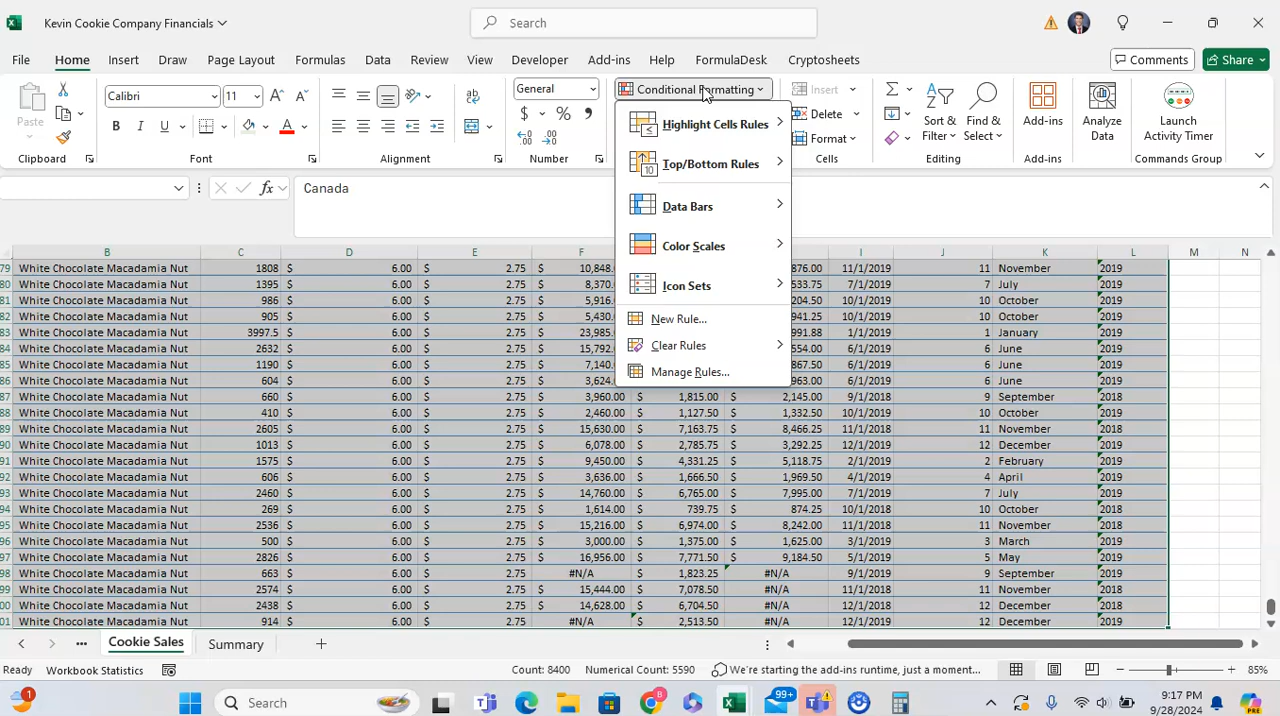 Kevin Cookie Company Financials
Search
File Home Insert Draw Page Layout Formulas Data Review View Developer Add-ins Help FormulaDesk Cryptosheets Comments Share
Paste
Calibri 11
B I U
General
$ % ,
Conditional Formatting
Insert
Delete
Format
Sort & Filter
Find & Select
Add-ins
Analyze Data
Launch Activity Timer
Clipboard Font Alignment Number Cells Editing Add-ins Commands Group
Highlight Cells Rules
Top/Bottom Rules
Data Bars
Color Scales
Icon Sets
New Rule...
Clear Rules
Manage Rules...
fx Canada
B C D E F I J K L M N
79 White Chocolate Macadamia Nut 1808 $ 6.00 $ 2.75 $ 10,848. 876.00 11/1/2019 11 November 2019
80 White Chocolate Macadamia Nut 1395 $ 6.00 $ 2.75 $ 8,370. 533.75 7/1/2019 7 July 2019
81 White Chocolate Macadamia Nut 986 $ 6.00 $ 2.75 $ 5,916. 204.50 10/1/2019 10 October 2019
82 White Chocolate Macadamia Nut 905 $ 6.00 $ 2.75 $ 5,430. 941.25 10/1/2019 10 October 2019
83 White Chocolate Macadamia Nut 3997.5 $ 6.00 $ 2.75 $ 23,985. 991.88 1/1/2019 1 January 2019
84 White Chocolate Macadamia Nut 2632 $ 6.00 $ 2.75 $ 15,792. 554.00 6/1/2019 6 June 2019
85 White Chocolate Macadamia Nut 1190 $ 6.00 $ 2.75 $ 7,140. 867.50 6/1/2019 6 June 2019
86 White Chocolate Macadamia Nut 604 $ 6.00 $ 2.75 $ 3,624. 963.00 6/1/2019 6 June 2019
87 White Chocolate Macadamia Nut 660 $ 6.00 $ 2.75 $ 3,960.00 $ 1,815.00 $ 2,145.00 9/1/2018 9 September 2018
88 White Chocolate Macadamia Nut 410 $ 6.00 $ 2.75 $ 2,460.00 $ 1,127.50 $ 1,332.50 10/1/2019 10 October 2019
89 White Chocolate Macadamia Nut 2605 $ 6.00 $ 2.75 $ 15,630.00 $ 7,163.75 $ 8,466.25 11/1/2018 11 November 2018
90 White Chocolate Macadamia Nut 1013 $ 6.00 $ 2.75 $ 6,078.00 $ 2,785.75 $ 3,292.25 12/1/2019 12 December 2019
91 White Chocolate Macadamia Nut 1575 $ 6.00 $ 2.75 $ 9,450.00 $ 4,331.25 $ 5,118.75 2/1/2019 2 February 2019
92 White Chocolate Macadamia Nut 606 $ 6.00 $ 2.75 $ 3,636.00 $ 1,666.50 $ 1,969.50 4/1/2019 4 April 2019
93 White Chocolate Macadamia Nut 2460 $ 6.00 $ 2.75 $ 14,760.00 $ 6,765.00 $ 7,995.00 7/1/2019 7 July 2019
94 White Chocolate Macadamia Nut 269 $ 6.00 $ 2.75 $ 1,614.00 $ 739.75 $ 874.25 10/1/2018 10 October 2018
95 White Chocolate Macadamia Nut 2536 $ 6.00 $ 2.75 $ 15,216.00 $ 6,974.00 $ 8,242.00 11/1/2018 11 November 2018
96 White Chocolate Macadamia Nut 500 $ 6.00 $ 2.75 $ 3,000.00 $ 1,375.00 $ 1,625.00 3/1/2019 3 March 2019
97 White Chocolate Macadamia Nut 2826 $ 6.00 $ 2.75 $ 16,956.00 $ 7,771.50 $ 9,184.50 5/1/2019 5 May 2019
98 White Chocolate Macadamia Nut 663 $ 6.00 $ 2.75 #N/A $ 1,823.25 #N/A 9/1/2019 9 September 2019
99 White Chocolate Macadamia Nut 2574 $ 6.00 $ 2.75 $ 15,444.00 $ 7,078.50 #N/A 11/1/2018 11 November 2018
00 White Chocolate Macadamia Nut 2438 $ 6.00 $ 2.75 $ 14,628.00 $ 6,704.50 #N/A 12/1/2018 12 December 2018
01 White Chocolate Macadamia Nut 914 $ 6.00 $ 2.75 #N/A $ 2,513.50 #N/A 12/1/2019 12 December 2019
Cookie Sales Summary
Ready Workbook Statistics Count: 8400 Numerical Count: 5590 We're starting the add-ins runtime, just a moment... 85%
1 Search 99+
9:17 PM
9/28/2024